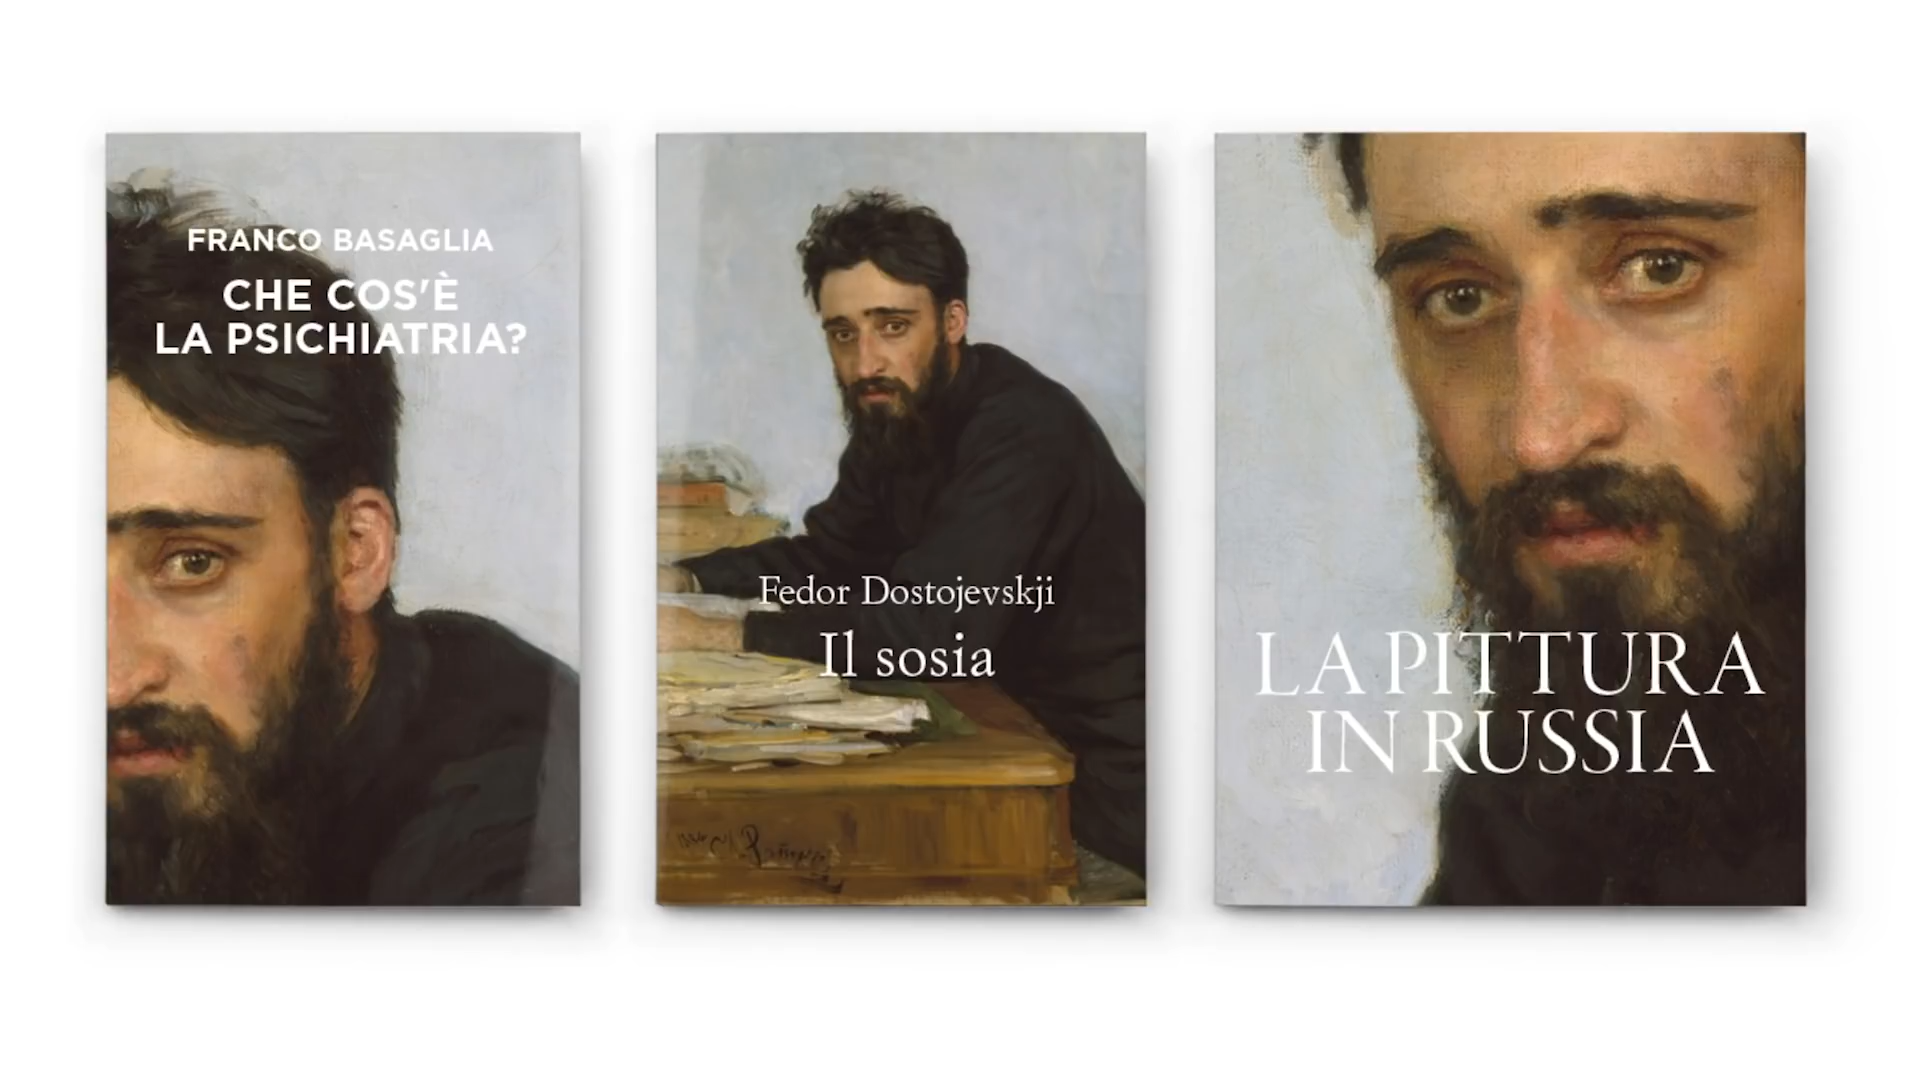 FRANCO BASAGLIA
CHE COS'È
LA PSICHIATRIA?
Fedor Dostojevskji
Il sosia
LA PITTURA
IN RUSSIA